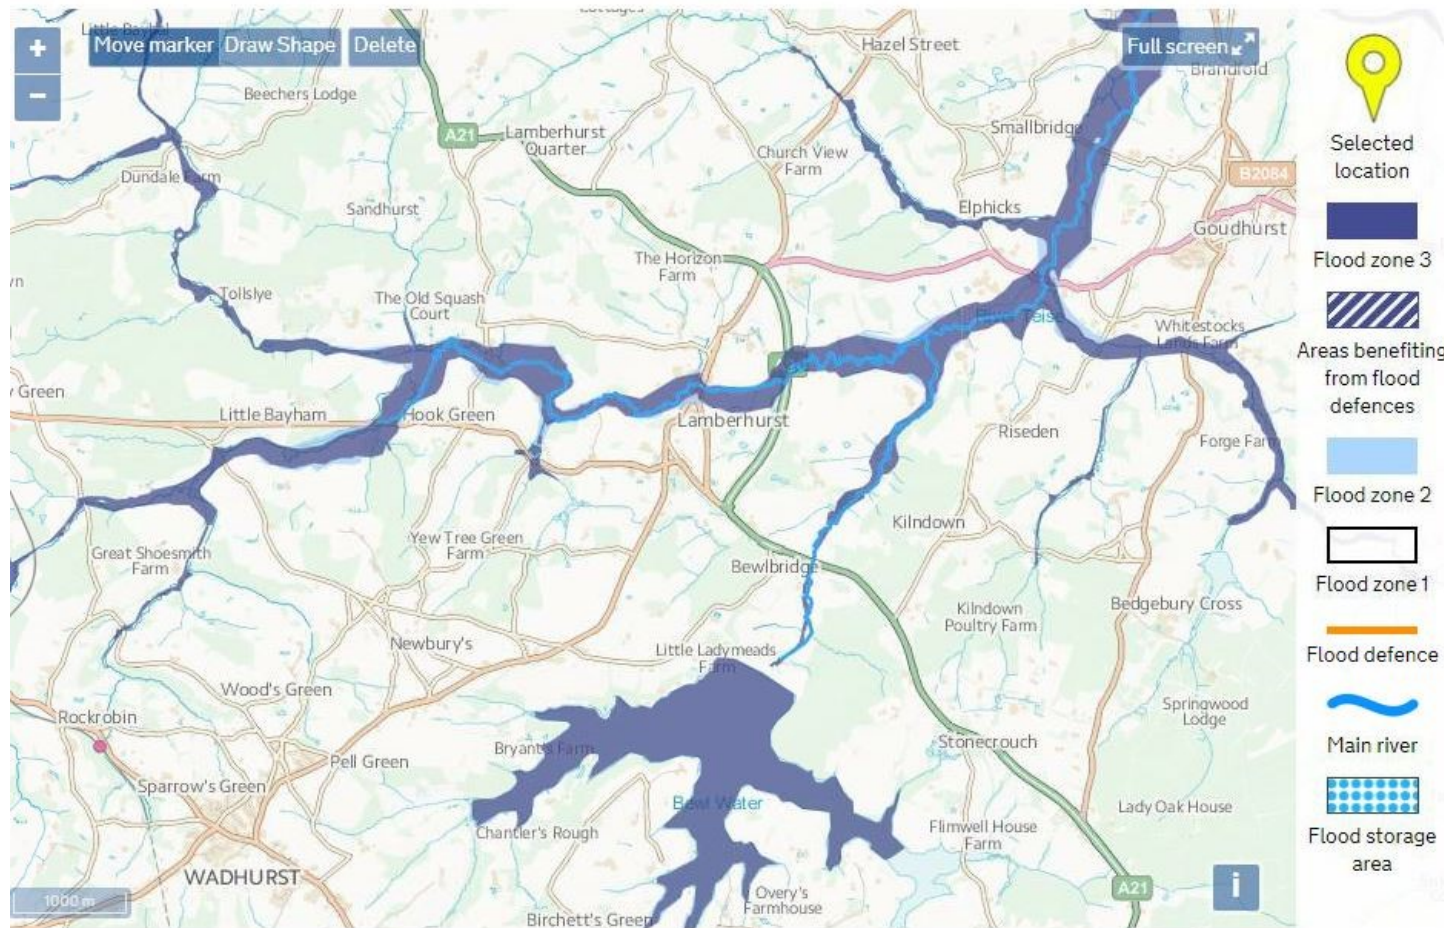 Cottages
Little Bayhal
+
Move marker
Draw Shape
Delete
Hazel Street
Full screen
Brandfold
−
Beechers Lodge
A21
Lamberhurst
Quarter
Smallbridge
Church View
Farm
Dundale Farm
B2084
Sandhurst
Elphicks
Goudhurst
The Horizon
Farm
Tollslye
The Old Squash
Court
River Teise
Whitestocks
Lands Farm
y Green
Little Bayham
Hook Green
Lamberhurst
Riseden
Forge Farm
Kilndown
Yew Tree Green
Farm
Great Shoesmith
Farm
Bewlbridge
Kilndown
Poultry Farm
Bedgebury Cross
Newbury's
Little Ladymeads
Farm
Wood's Green
Rockrobin
Springwood
Lodge
Bryant's Farm
Stonecrouch
Pell Green
Sparrow's Green
Bewl Water
Lady Oak House
Chantler's Rough
Flimwell House
Farm
WADHURST
A21
i
1000 m
Overy's
Farmhouse
Birchett's Green
Selected
location
Flood zone 3
Areas benefiting
from flood
defences
Flood zone 2
Flood zone 1
Flood defence
Main river
Flood storage
area